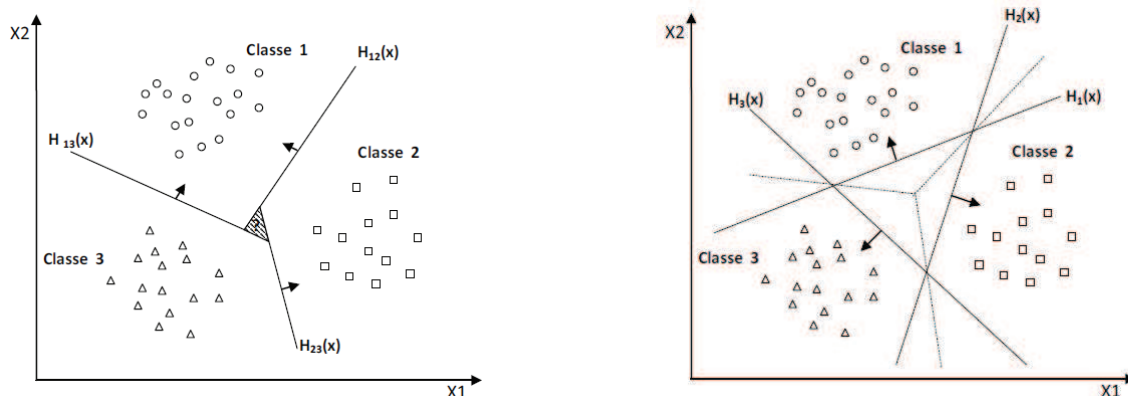 X2
Classe 1
H12(x)
H 13(x)
Classe 2
?
Classe 3
H23(x)
X1
H2(x)
X2
Classe 1
H3(x)
H1(x)
Classe 2
Classe 3
X1